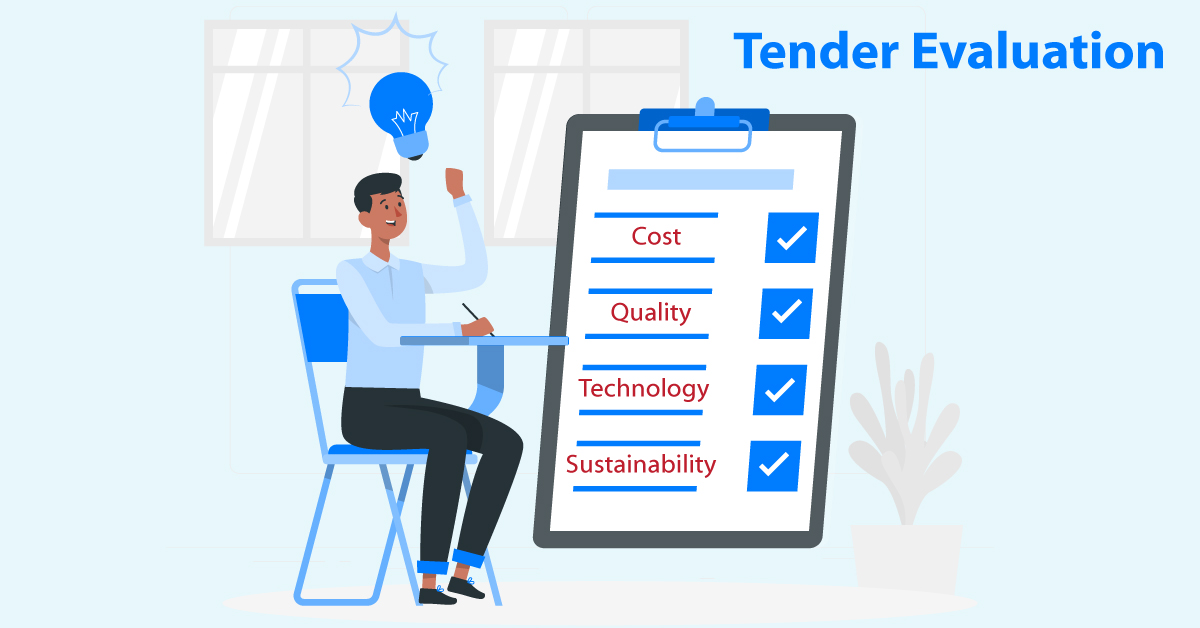 Tender Evaluation
Cost
Quality
Technology
Sustainability